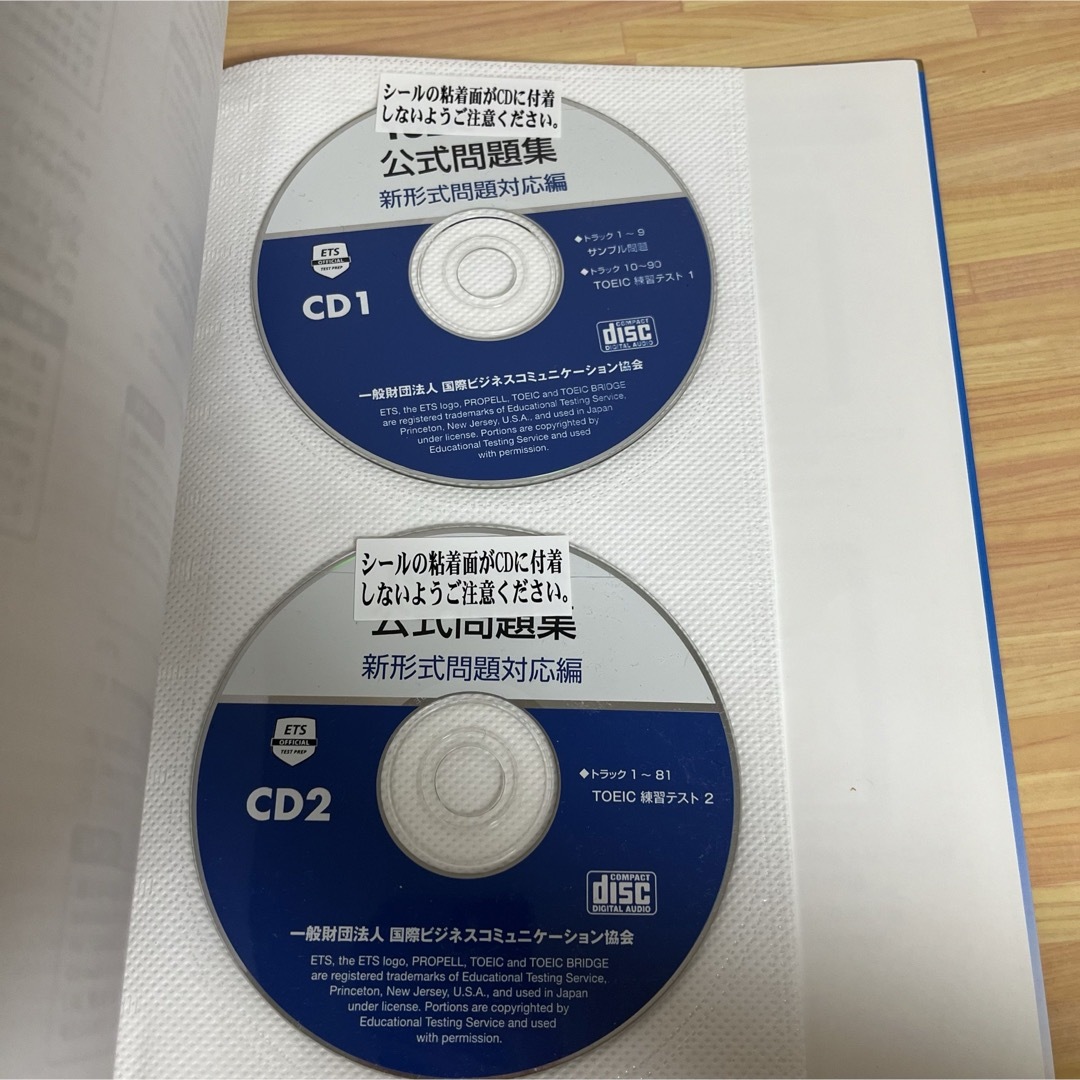 シールの粘着面がCDに付着
しないようご注意ください。
公式問題集
新形式問題対応編
ETS
OFFICIAL
TEST PREP
CD1
◆トラック 1～9
サンプル問題
◆トラック 10～90
TOEIC 練習テスト 1
COMPACT
disc
DIGITAL AUDIO
一般財団法人 国際ビジネスコミュニケーション協会
ETS, the ETS logo, PROPELL, TOEIC and TOEIC BRIDGE
are registered trademarks of Educational Testing Service,
Princeton, New Jersey, U.S.A., and used in Japan
under license. Portions are copyrighted by
Educational Testing Service and used
with permission.
シールの粘着面がCDに付着
しないようご注意ください。
公式問題集
新形式問題対応編
ETS
OFFICIAL
TEST PREP
CD2
◆トラック 1～81
TOEIC 練習テスト 2
COMPACT
disc
DIGITAL AUDIO
一般財団法人 国際ビジネスコミュニケーション協会
ETS, the ETS logo, PROPELL, TOEIC and TOEIC BRIDGE
are registered trademarks of Educational Testing Service,
Princeton, New Jersey, U.S.A., and used in Japan
under license. Portions are copyrighted by
Educational Testing Service and used
with permission.